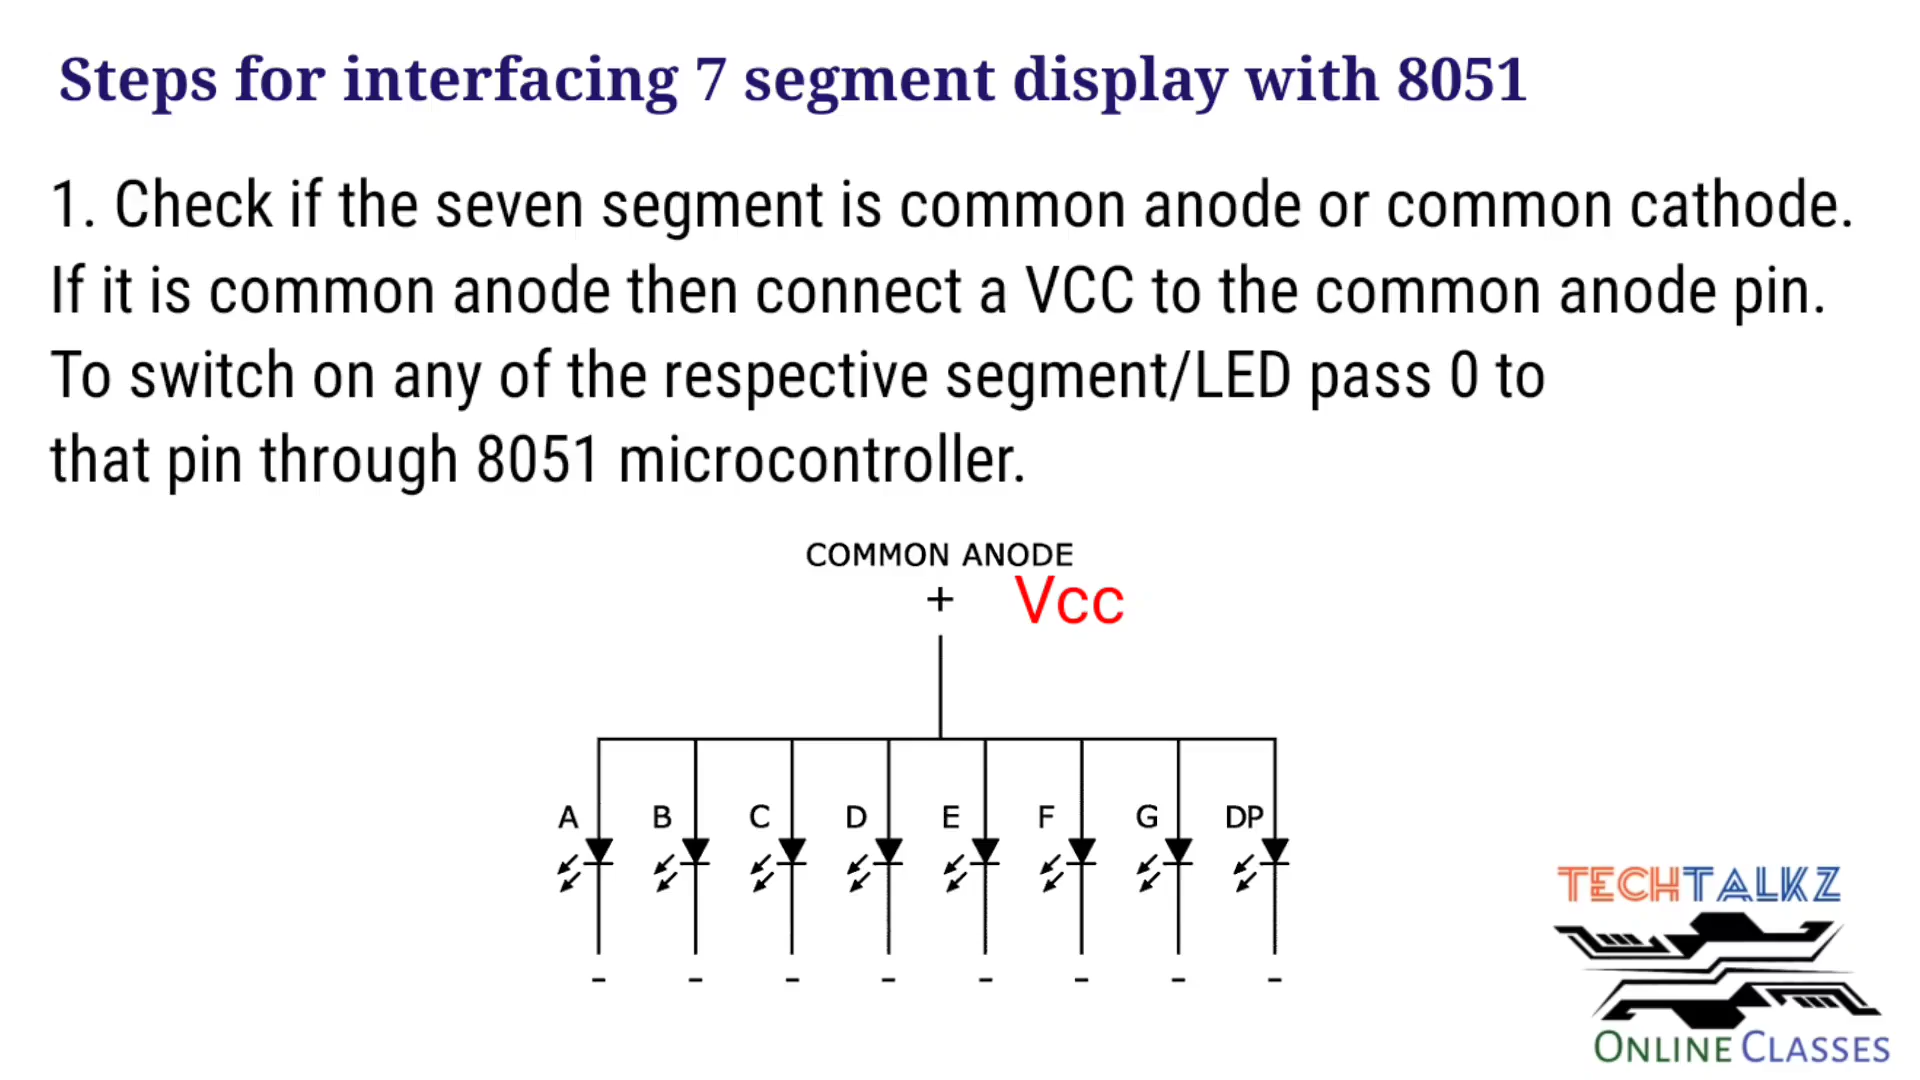 Steps for interfacing 7 segment display with 8051
1. Check if the seven segment is common anode or common cathode.
If it is common anode then connect a VCC to the common anode pin.
To switch on any of the respective segment/LED pass 0 to
that pin through 8051 microcontroller.
COMMON ANODE
+ Vcc
A B C D E F G DP
- - - - - - - -
TECHTALKZ
ONLINE CLASSES